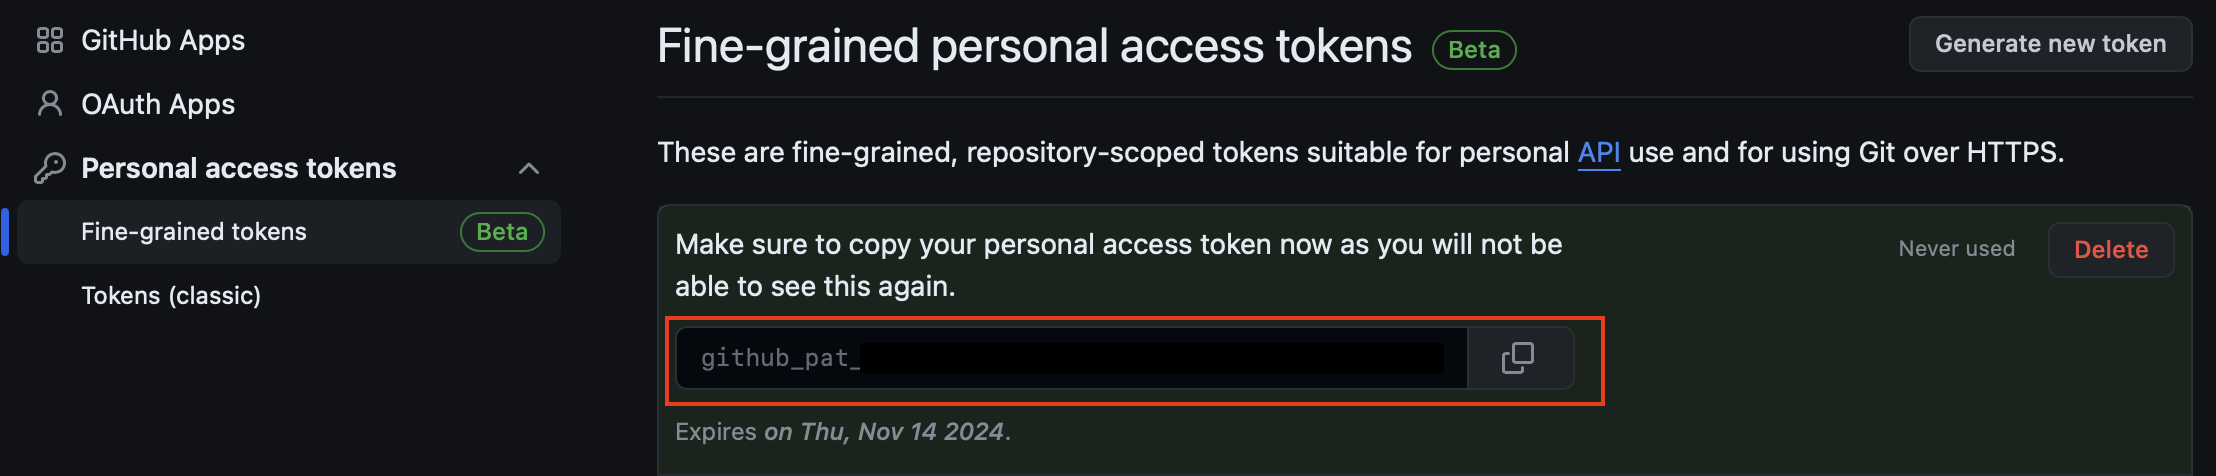 GitHub Apps
OAuth Apps
Personal access tokens
Fine-grained tokens Beta
Tokens (classic)
Fine-grained personal access tokens Beta
Generate new token
These are fine-grained, repository-scoped tokens suitable for personal API use and for using Git over HTTPS.
Make sure to copy your personal access token now as you will not be
able to see this again.
Never used
Delete
github_pat_
Expires on Thu, Nov 14 2024.